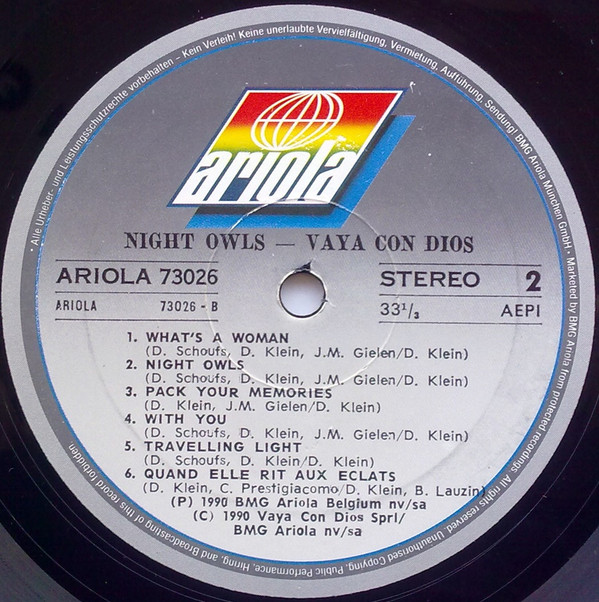 • Alle Urheber- und Leistungsschutzrechte vorbehalten – Kein Verleih! Keine unerlaubte Vervielfältigung, Vermietung, Aufführung, Sendung! BMG Ariola München GmbH • Marketed by BMG Ariola from protected recordings. All rights reserved. Unauthorised Copying, Public Performance, Hiring, and Broadcasting of this record forbidden.
ariola
NIGHT OWLS — VAYA CON DIOS
ARIOLA 73026 STEREO 2
ARIOLA 73026 - B 33 1/3 AEPI
1. WHAT'S A WOMAN
(D. Schoufs, D. Klein, J.M. Gielen/D. Klein)
2. NIGHT OWLS
(D. Schoufs, D. Klein, J.M. Gielen/D. Klein)
3. PACK YOUR MEMORIES
(D. Klein, J.M. Gielen/D. Klein)
4. WITH YOU
(D. Schoufs, D. Klein, J.M. Gielen/D. Klein)
5. TRAVELLING LIGHT
(D. Schoufs, D. Klein/D. Klein)
6. QUAND ELLE RIT AUX ECLATS
(D. Klein, C. Prestigiacomo/D. Klein, B. Lauzin)
(P) 1990 BMG Ariola Belgium nv/sa
(C) 1990 Vaya Con Dios Sprl/
BMG Ariola nv/sa